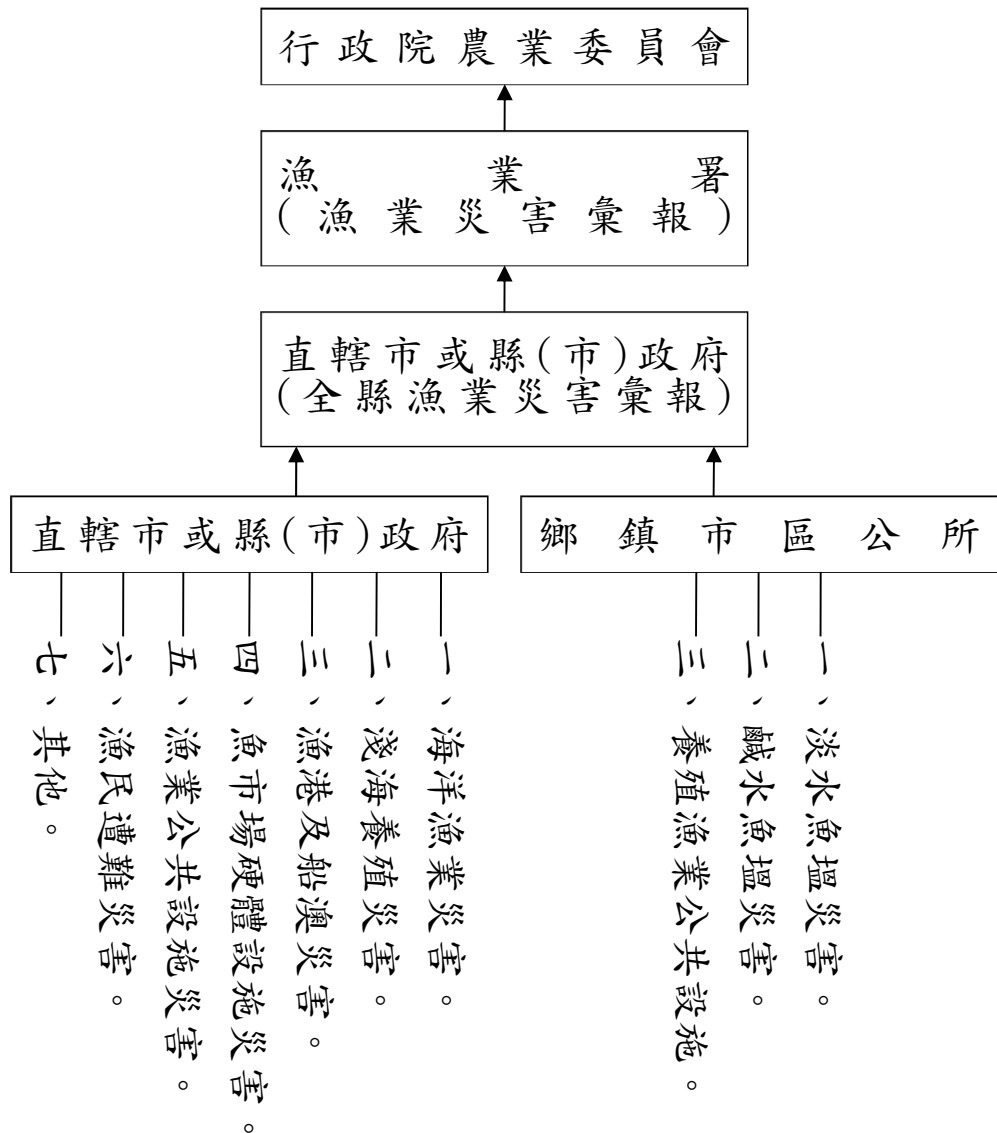 行政院農業委員會
漁業署
(漁業災害彙報)
直轄市或縣(市)政府
(全縣漁業災害彙報)
直轄市或縣(市)政府
一、海洋漁業災害。
二、淺海養殖災害。
三、漁港及船澳災害。
四、魚市場硬體設施災害。
五、漁業公共設施災害。
六、漁民遭難災害。
七、其他。
鄉鎮市區公所
一、淡水魚塭災害。
二、鹹水魚塭災害。
三、養殖漁業公共設施。